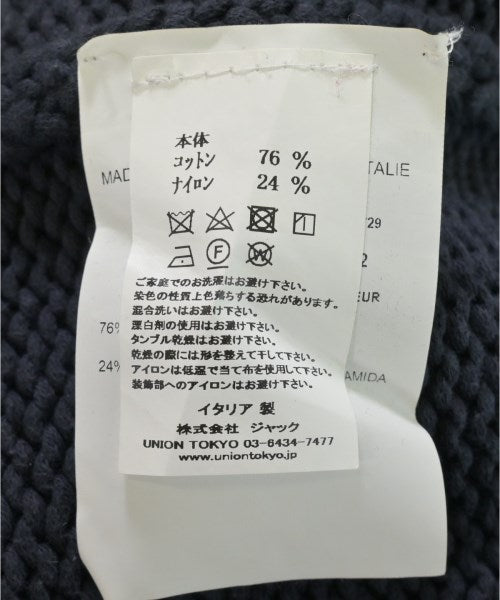 本体
コットン 76 %
ナイロン 24 %
MAD
TALIE
/29
2
EUR
76%
24%
AMIDA
F
W
ご家庭でのお洗濯はお避け下さい。
染色の性質上色落ちする恐れがあります。
混合洗いはお避け下さい。
漂白剤の使用はお避け下さい。
タンブル乾燥はお避け下さい。
乾燥の際には形を整えて干して下さい。
アイロンは低温で当て布を使用して下さい。
装飾部へのアイロンはお避け下さい。
イタリア 製
株式会社 ジャック
UNION TOKYO 03-6434-7477
www.uniontokyo.jp